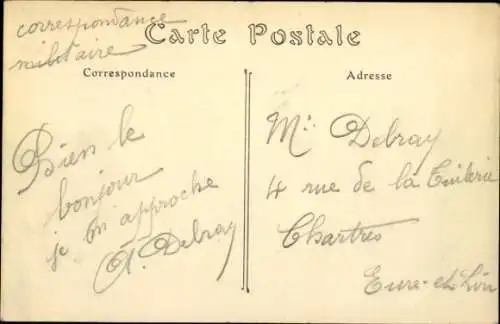 correspondance
militaire
Carte Postale
Correspondance
Bien le
bonjour
je m approche
A. Debray
Adresse
Mr Debray
4 rue de la Tuilerie
Chartres
Eure-et-Loir